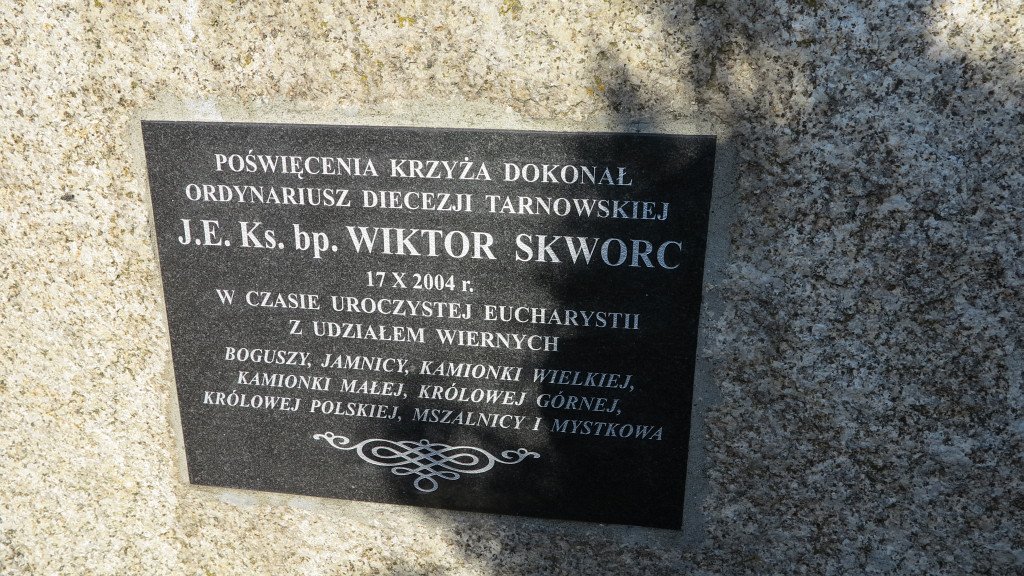 POŚWIĘCENIA KRZYŻA DOKONAŁ
ORDYNARIUSZ DIECEZJI TARNOWSKIEJ
J.E. Ks. bp. WIKTOR SKWORC
17 X 2004 r.
W CZASIE UROCZYSTEJ EUCHARYSTII
Z UDZIAŁEM WIERNYCH
BOGUSZY, JAMNICY, KAMIONKI WIELKIEJ,
KAMIONKI MAŁEJ, KRÓLOWEJ GÓRNEJ,
KRÓLOWEJ POLSKIEJ, MSZALNICY I MYSTKOWA